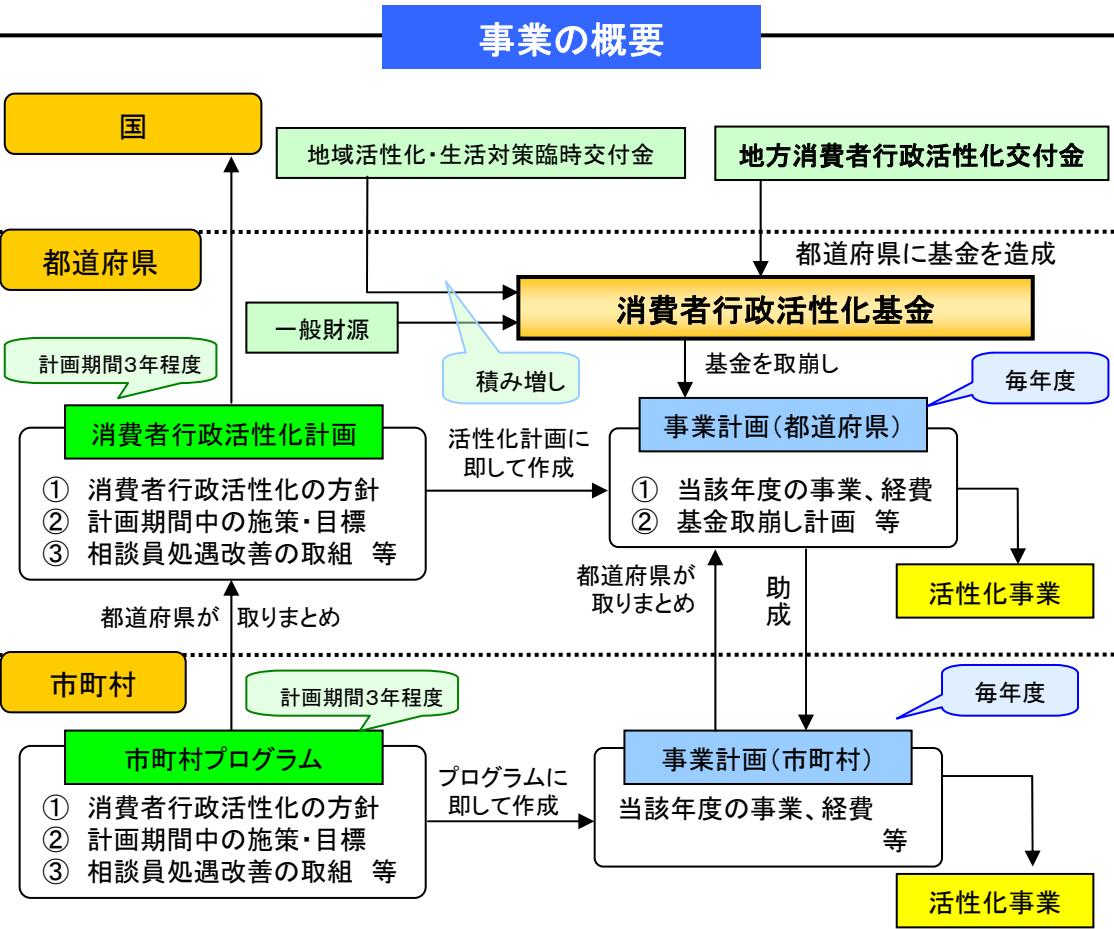 事業の概要
国
地域活性化・生活対策臨時交付金
地方消費者行政活性化交付金
都道府県
都道府県に基金を造成
消費者行政活性化基金
一般財源
計画期間3年程度
積み増し
基金を取崩し
毎年度
消費者行政活性化計画
① 消費者行政活性化の方針
② 計画期間中の施策・目標
③ 相談員処遇改善の取組 等
活性化計画に
即して作成
事業計画(都道府県)
① 当該年度の事業、経費
② 基金取崩し計画 等
活性化事業
都道府県が 取りまとめ
都道府県が
取りまとめ
助成
市町村
計画期間3年程度
毎年度
市町村プログラム
① 消費者行政活性化の方針
② 計画期間中の施策・目標
③ 相談員処遇改善の取組 等
プログラムに
即して作成
事業計画(市町村)
当該年度の事業、経費
等
活性化事業